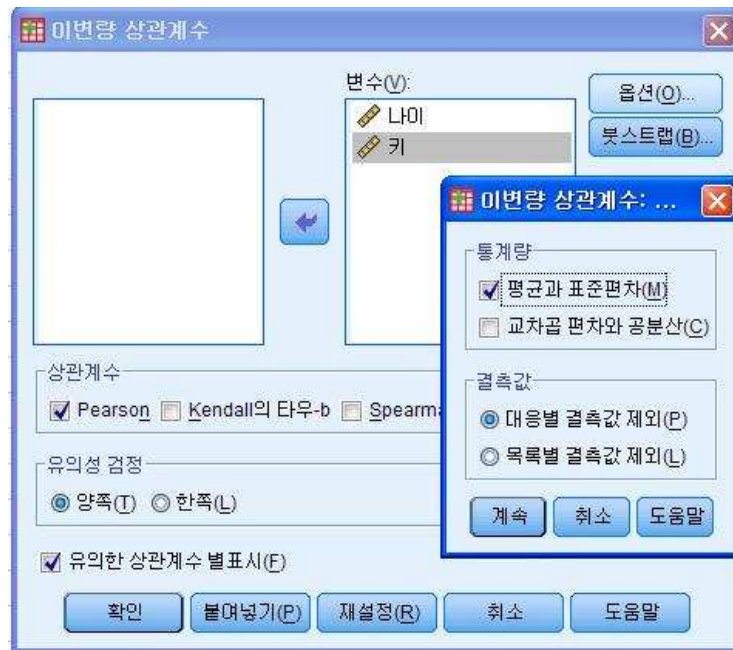 이변량 상관계수
변수(V):
나이
키
옵션(O)...
붓스트랩(B)...
상관계수
Pearson Kendall의 타우-b Spearma
유의성 검정
양쪽(T) 한쪽(L)
유의한 상관계수 별표시(F)
확인 붙여넣기(P) 재설정(R) 취소 도움말
이변량 상관계수: ...
통계량
평균과 표준편차(M)
교차곱 편차와 공분산(C)
결측값
대응별 결측값 제외(P)
목록별 결측값 제외(L)
계속 취소 도움말